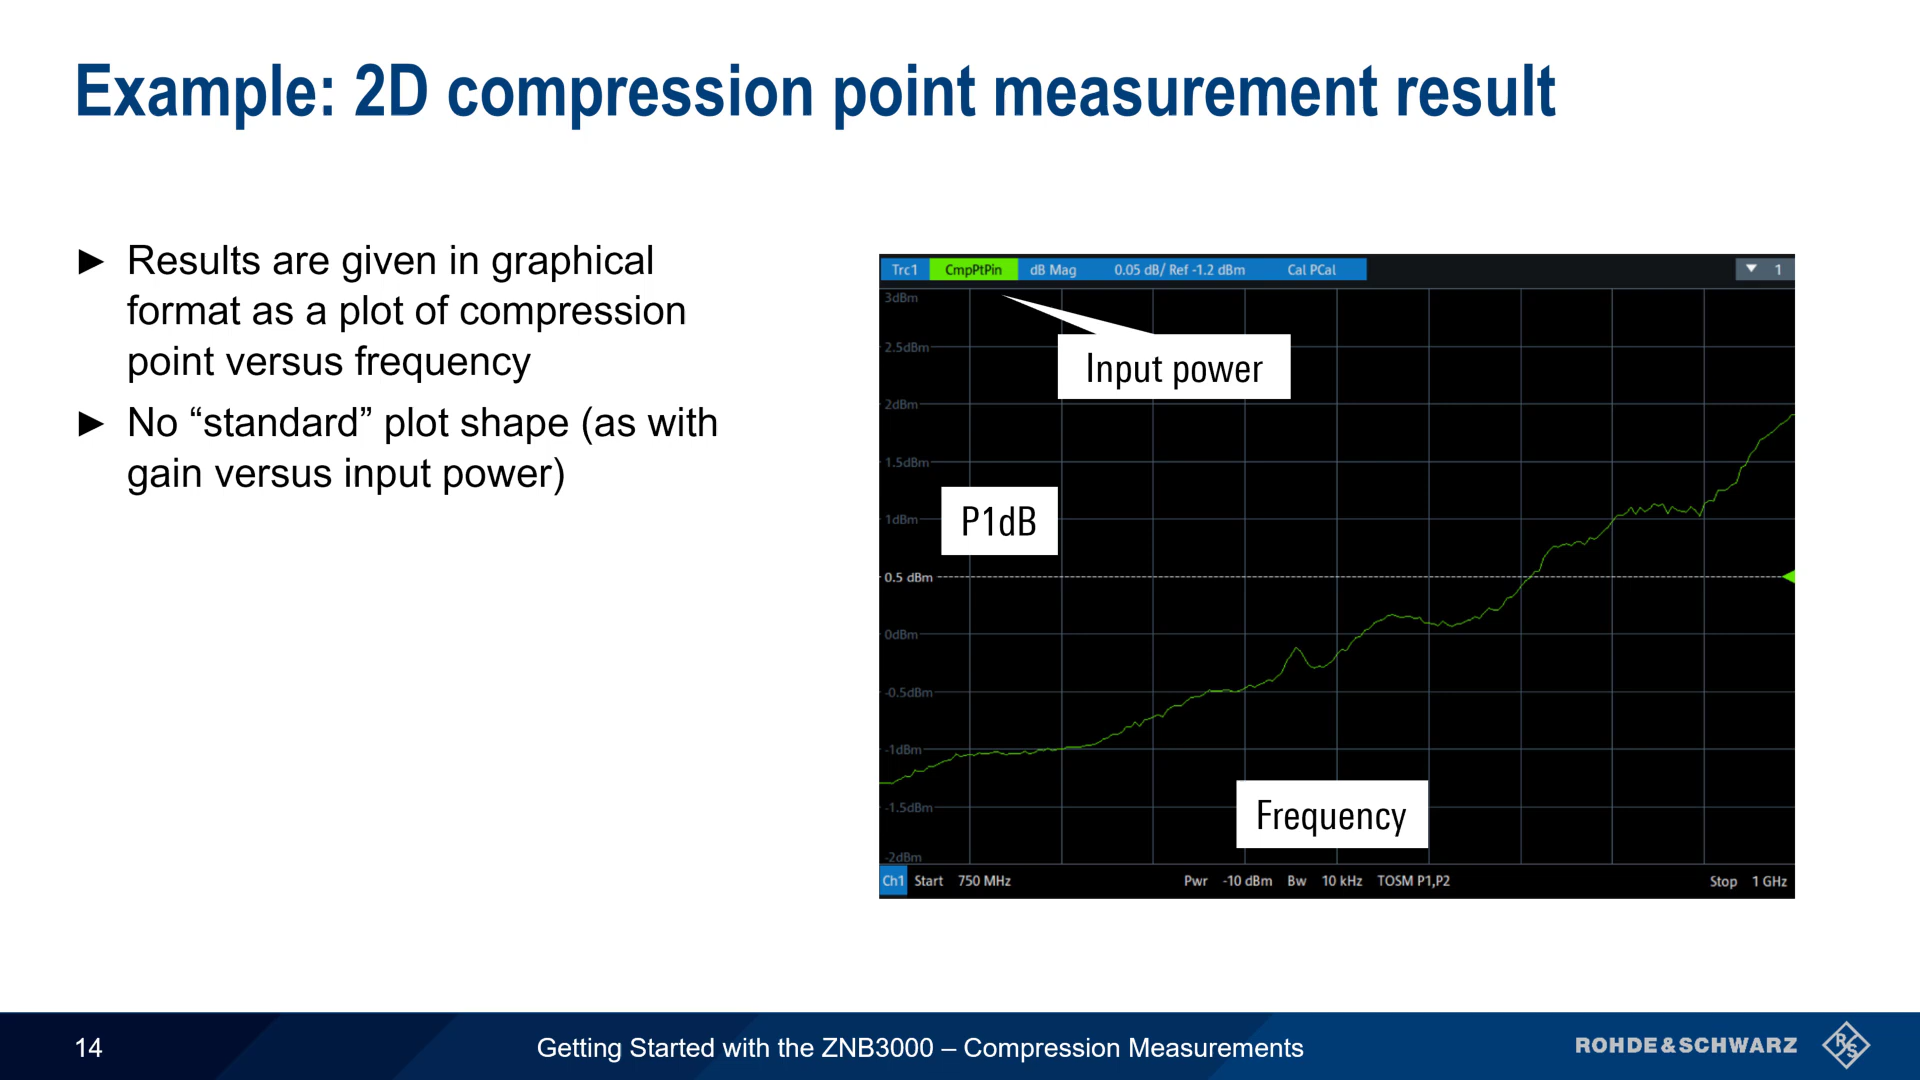 Example: 2D compression point measurement result
► Results are given in graphical
format as a plot of compression
point versus frequency
► No “standard” plot shape (as with
gain versus input power)
Trc1 CmpPtPin dB Mag 0.05 dB/ Ref -1.2 dBm Cal PCal 1
3dBm
Input power
2.5dBm
2dBm
1.5dBm
P1dB
1dBm
0.5 dBm
0dBm
-0.5dBm
-1dBm
-1.5dBm
Frequency
-2dBm
Ch1 Start 750 MHz Pwr -10 dBm Bw 10 kHz TOSM P1,P2 Stop 1 GHz
14 Getting Started with the ZNB3000 – Compression Measurements ROHDE&SCHWARZ